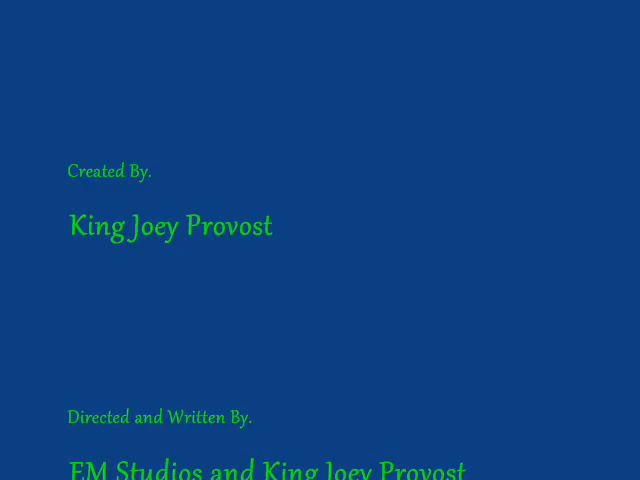 Created By.
King Joey Provost
Directed and Written By.
FM Studios and King Joey Provost